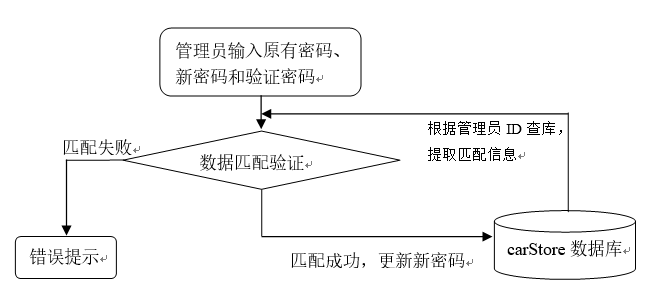 管理员输入原有密码、
新密码和验证密码
根据管理员 ID 查库，
提取匹配信息
匹配失败
数据匹配验证
错误提示
carStore 数据库
匹配成功，更新新密码